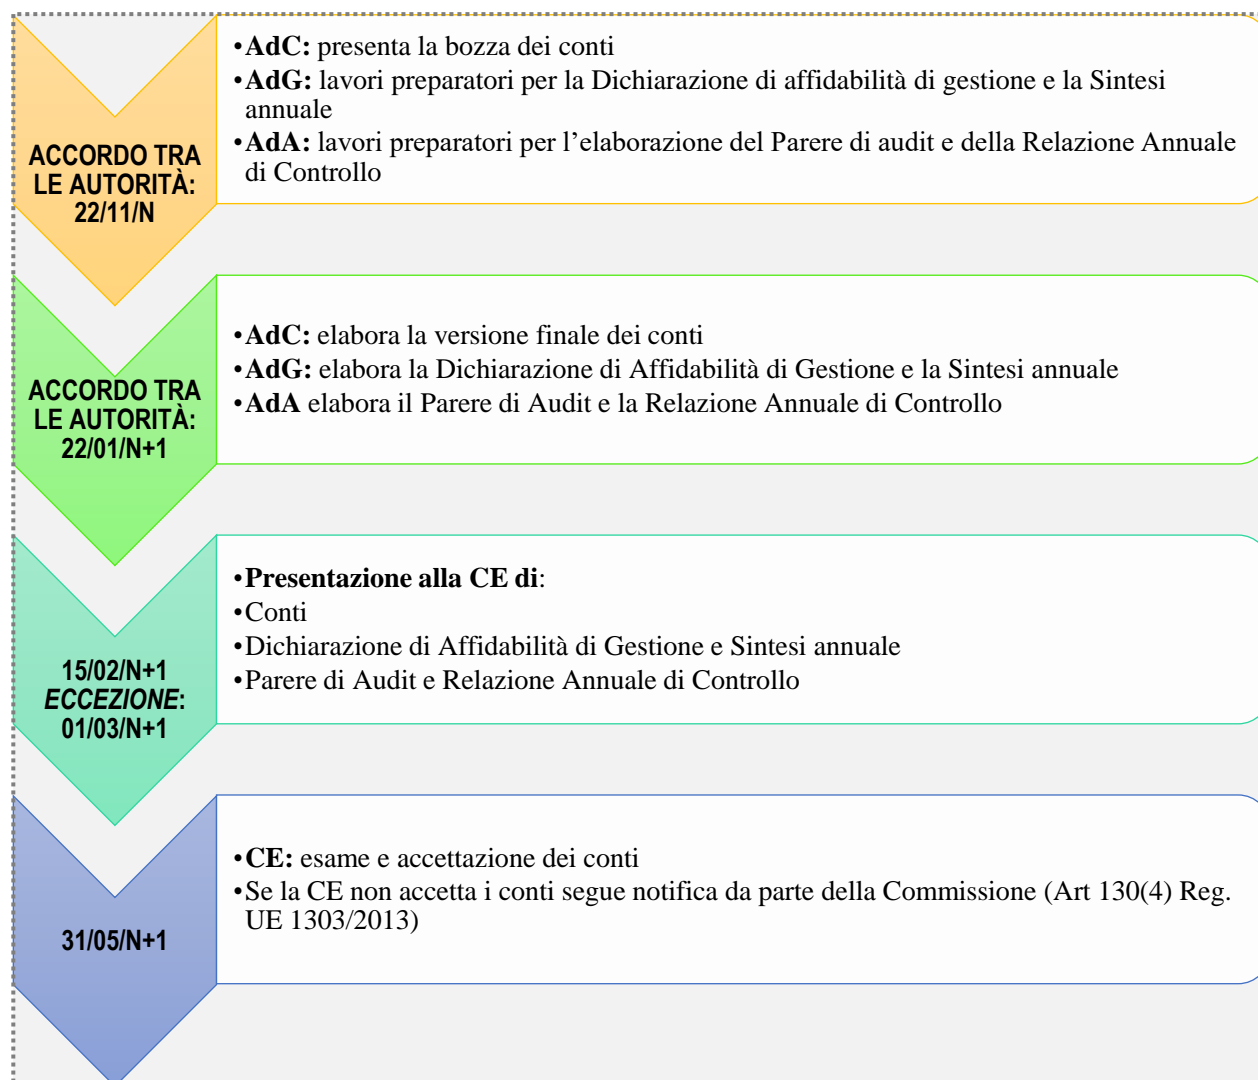 ACCORDO TRA
LE AUTORITÀ:
22/11/N
•AdC: presenta la bozza dei conti
•AdG: lavori preparatori per la Dichiarazione di affidabilità di gestione e la Sintesi
annuale
•AdA: lavori preparatori per l’elaborazione del Parere di audit e della Relazione Annuale
di Controllo
ACCORDO TRA
LE AUTORITÀ:
22/01/N+1
•AdC: elabora la versione finale dei conti
•AdG: elabora la Dichiarazione di Affidabilità di Gestione e la Sintesi annuale
•AdA elabora il Parere di Audit e la Relazione Annuale di Controllo
15/02/N+1
ECCEZIONE:
01/03/N+1
•Presentazione alla CE di:
•Conti
•Dichiarazione di Affidabilità di Gestione e Sintesi annuale
•Parere di Audit e Relazione Annuale di Controllo
31/05/N+1
•CE: esame e accettazione dei conti
•Se la CE non accetta i conti segue notifica da parte della Commissione (Art 130(4) Reg.
UE 1303/2013)